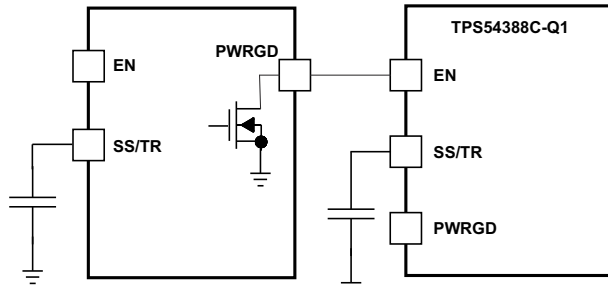 PWRGD
EN
SS/TR
TPS54388C-Q1
EN
SS/TR
PWRGD